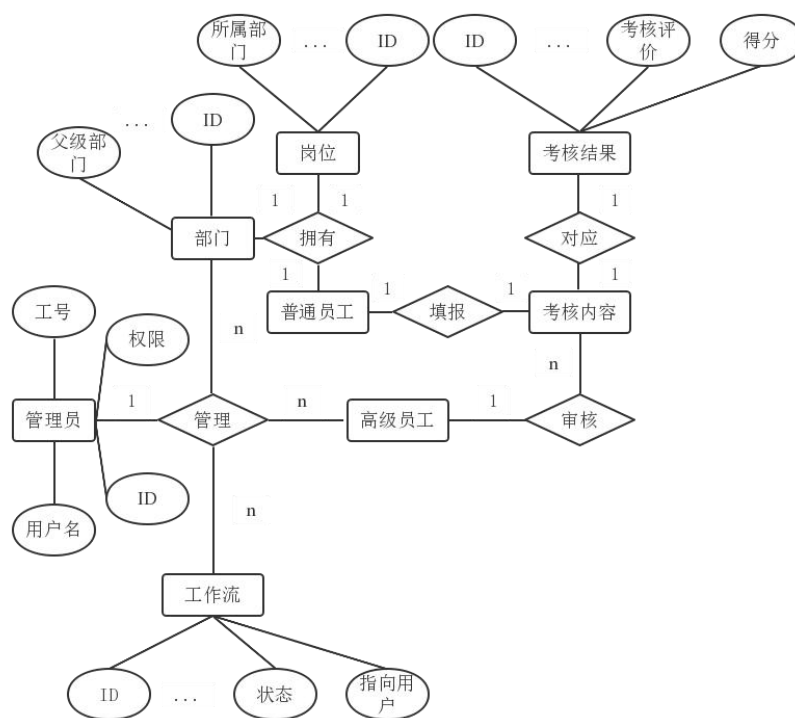 所属部
门
...
ID
ID
...
考核评
价
得分
...
ID
父级部
门
岗位
考核结果
1
1
1
部门
拥有
对应
1
1
1
1
普通员工
填报
考核内容
工号
权限
n
n
管理员
1
管理
n
高级员工
1
审核
用户名
ID
n
工作流
ID
...
状态
指向用
户